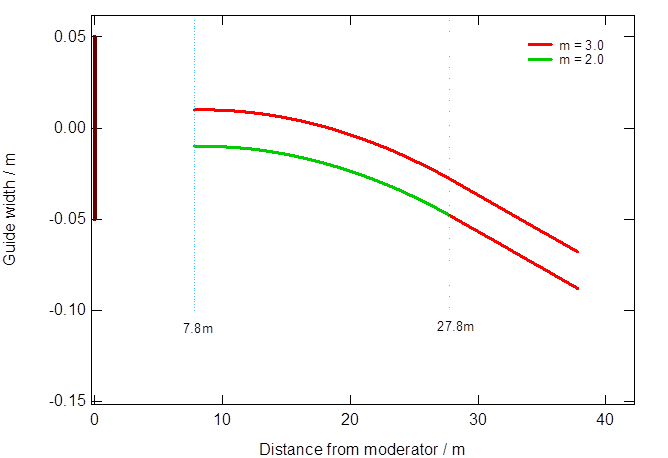 0.05
0.00
-0.05
-0.10
-0.15
Guide width / m
m = 3.0
m = 2.0
7.8m
27.8m
0
10
20
30
40
Distance from moderator / m